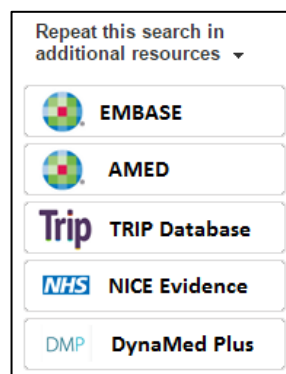 Repeat this search in
additional resources
EMBASE
AMED
Trip TRIP Database
NHS NICE Evidence
DMP DynaMed Plus